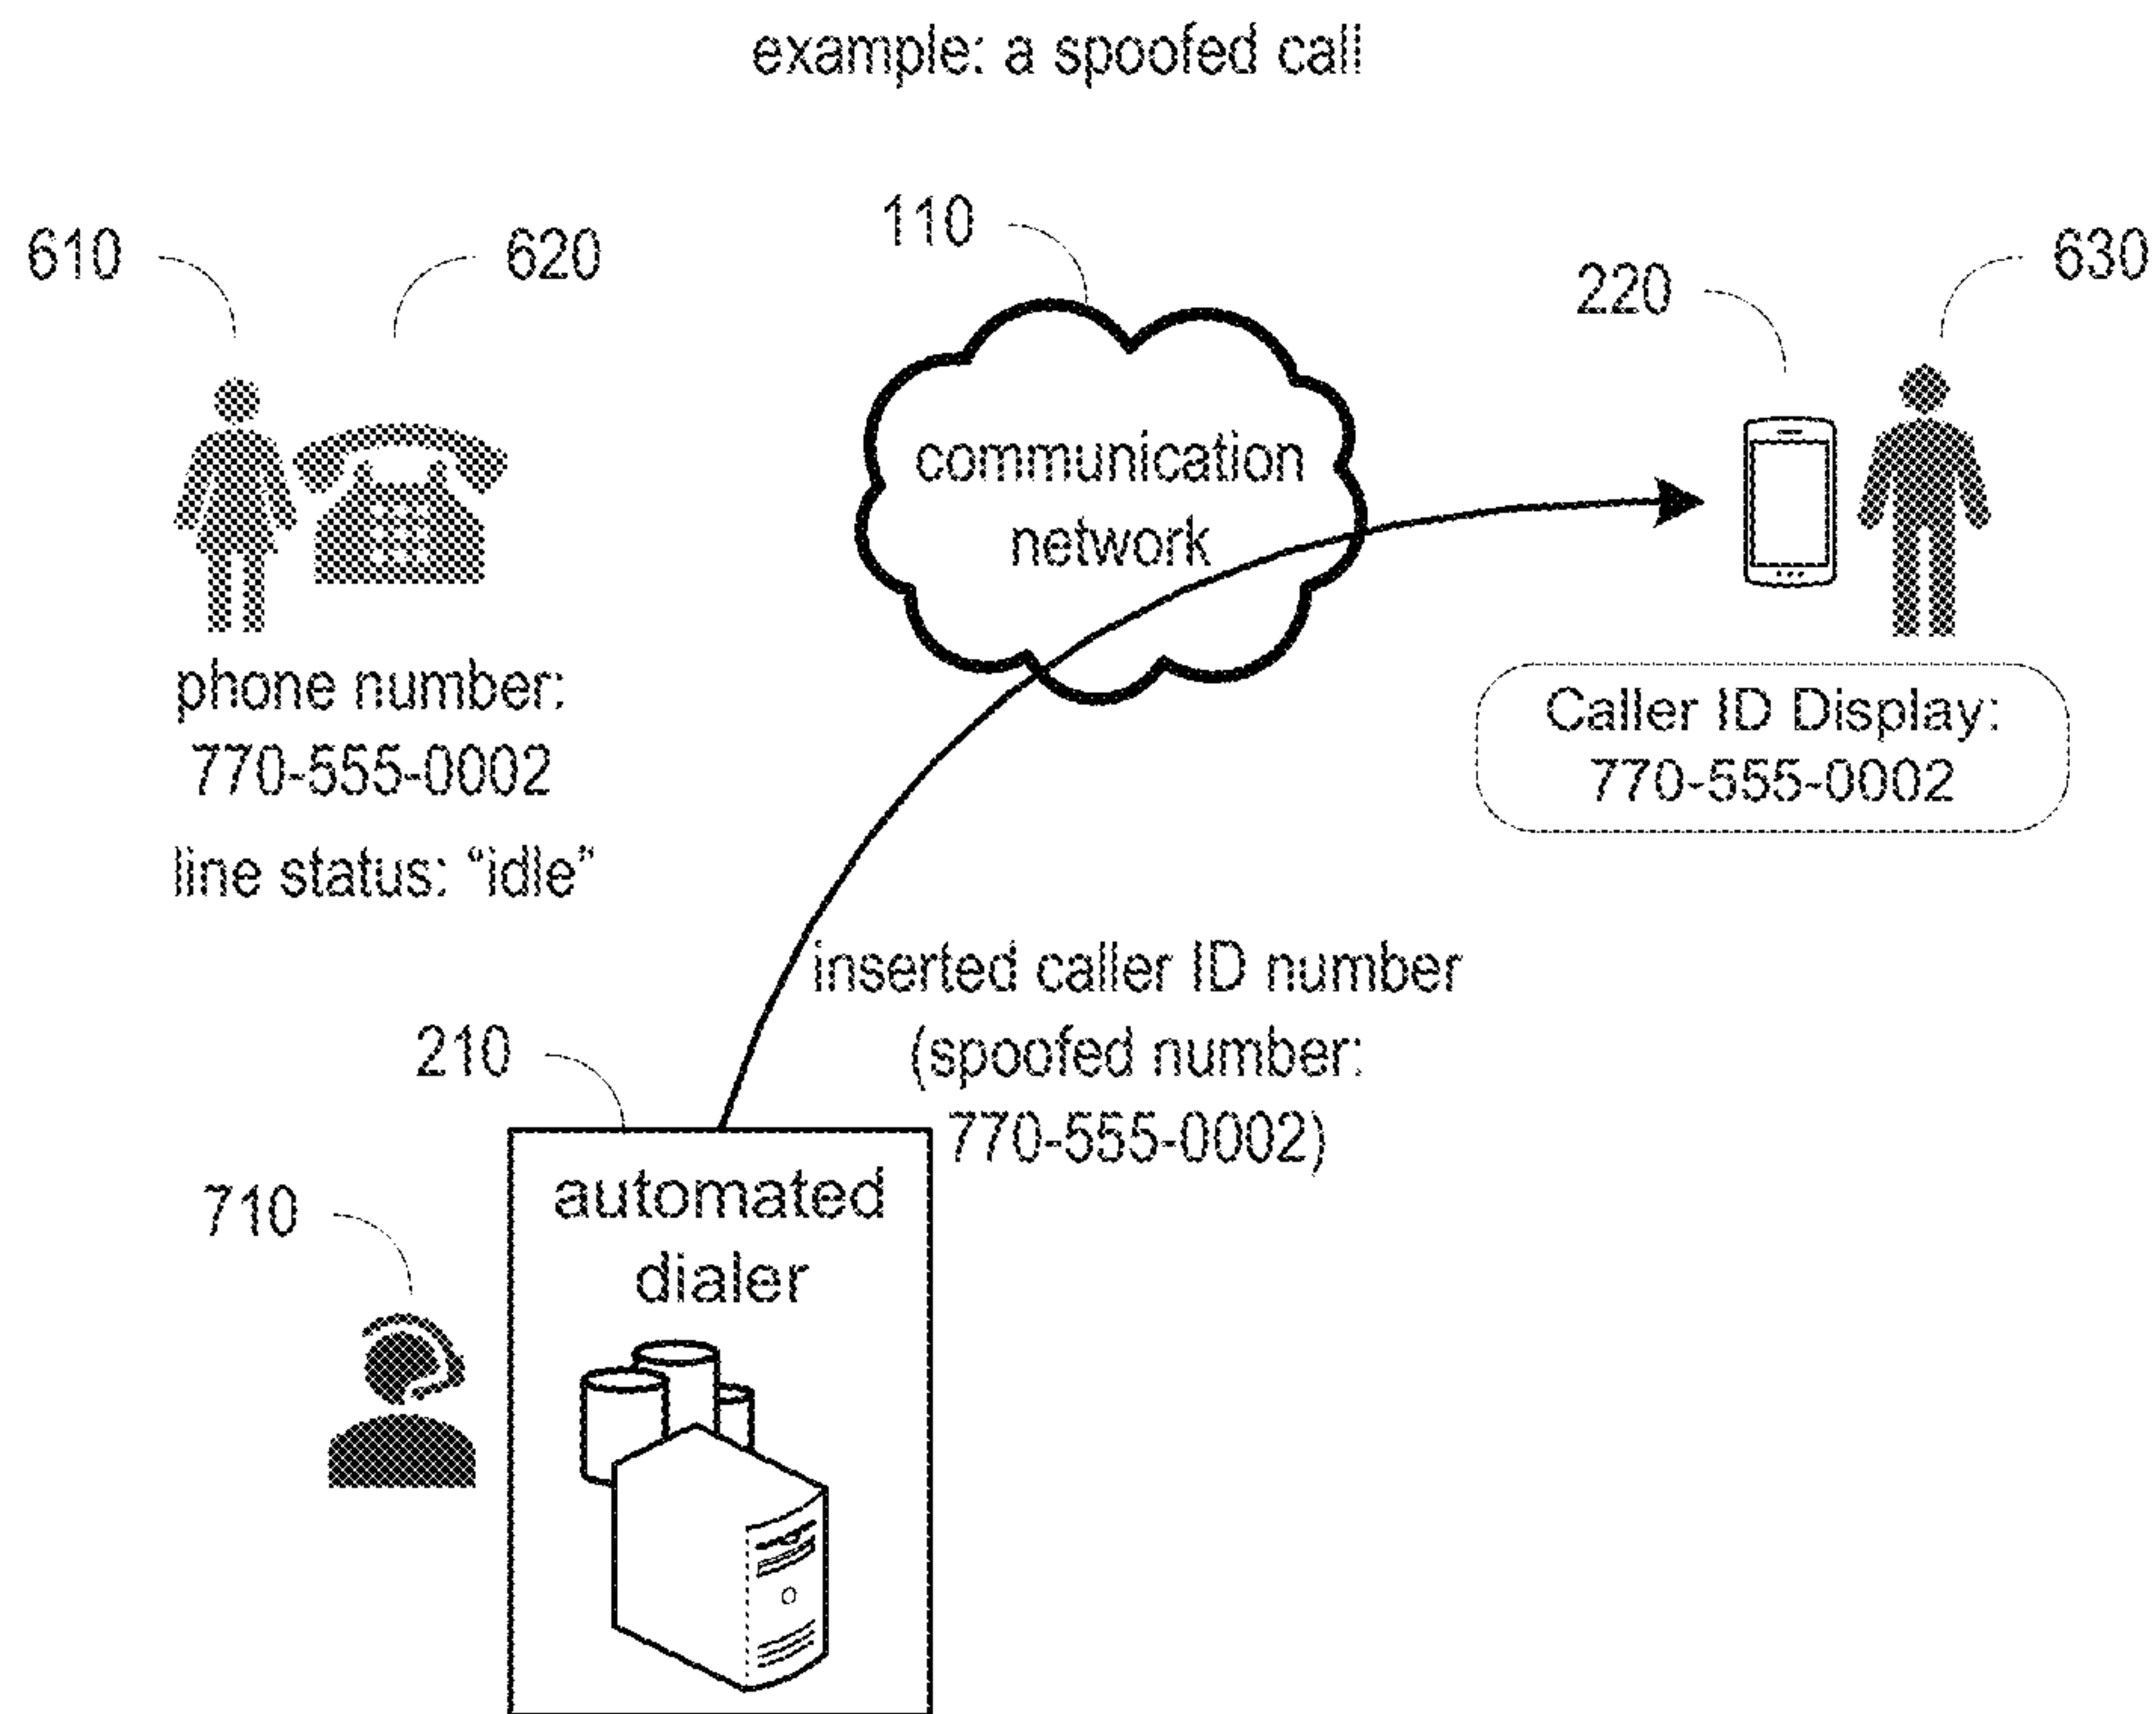 example: a spoofed call
110
610
620
220
630
communication
network
phone number:
770-555-0002
line status: “idle”
Caller ID Display:
770-555-0002
inserted caller ID number
(spoofed number:
770-555-0002)
210
automated
dialer
710